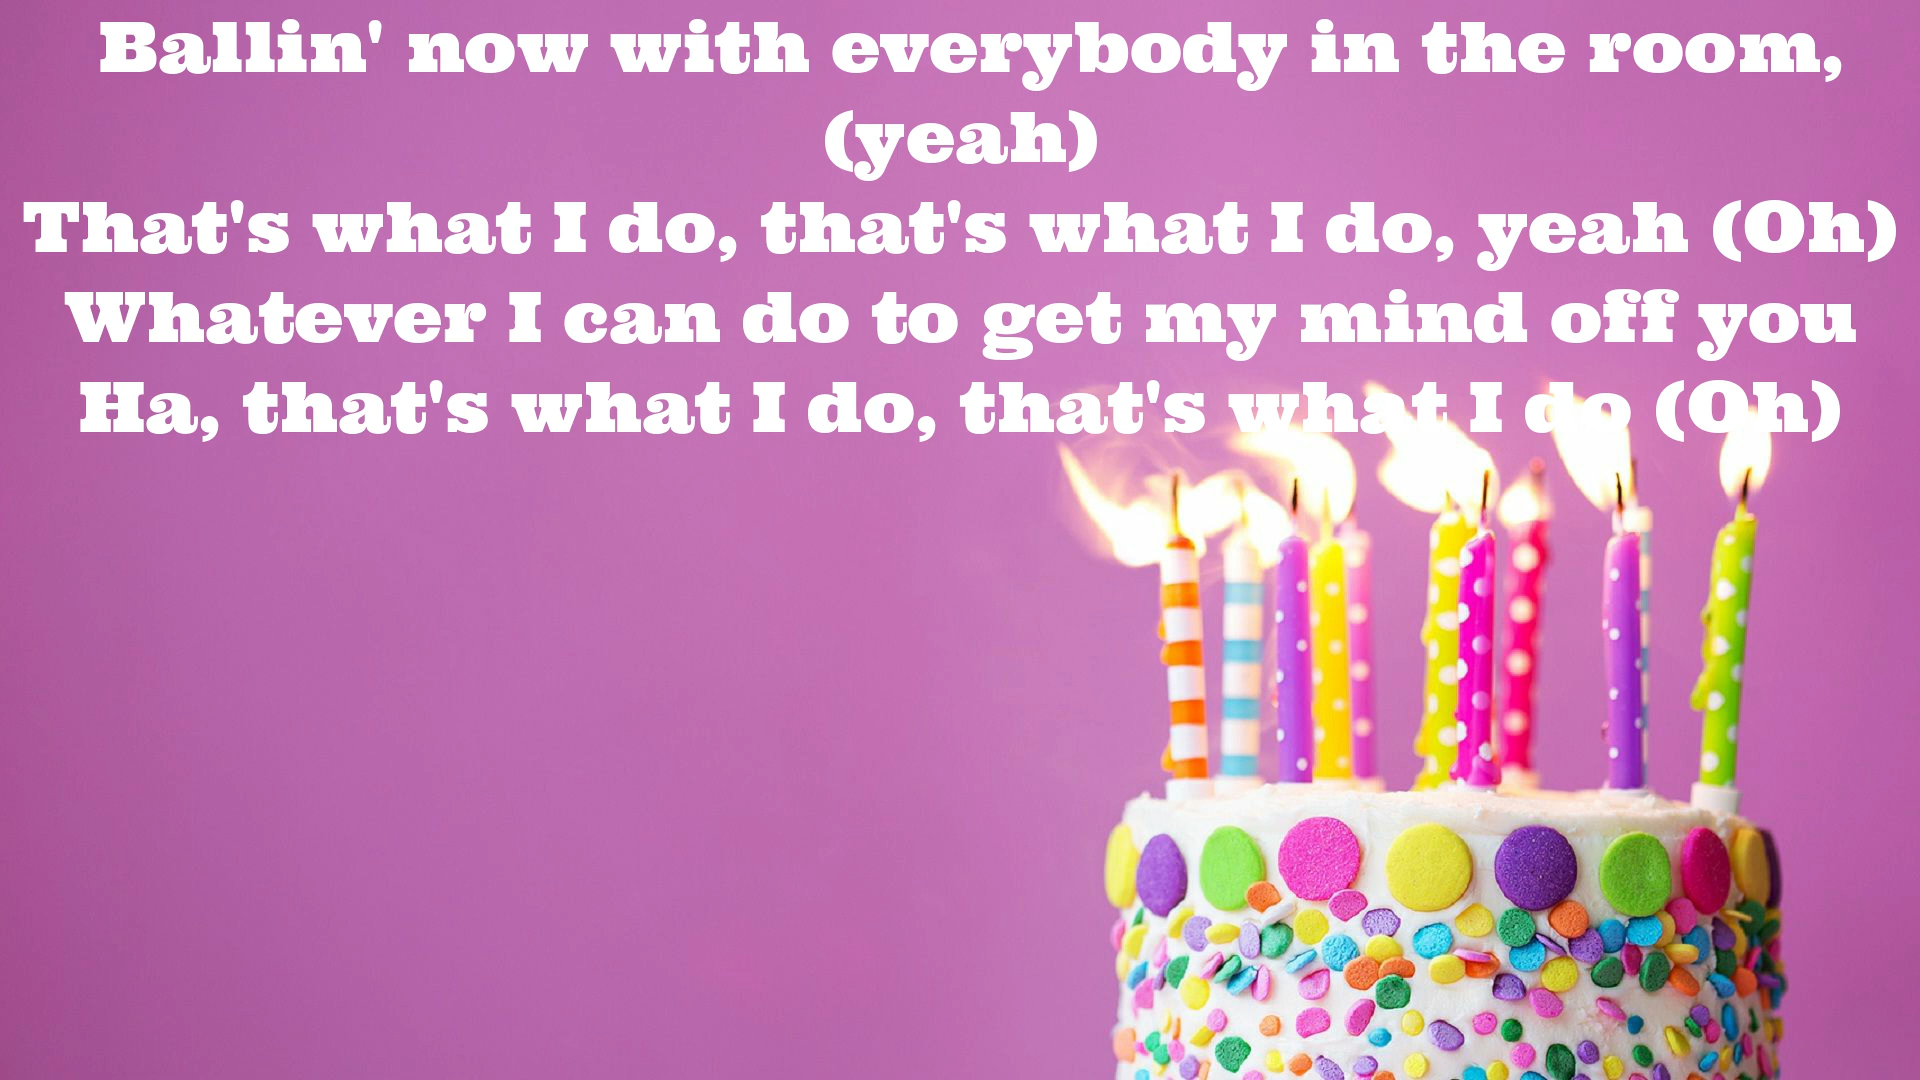 Ballin' now with everybody in the room,
(yeah)
That's what I do, that's what I do, yeah (Oh)
Whatever I can do to get my mind off you
Ha, that's what I do, that's what I do (Oh)